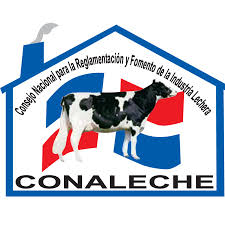 Consejo Nacional para la Reglamentación y Fomento de la Industria Lechera
CONALECHE